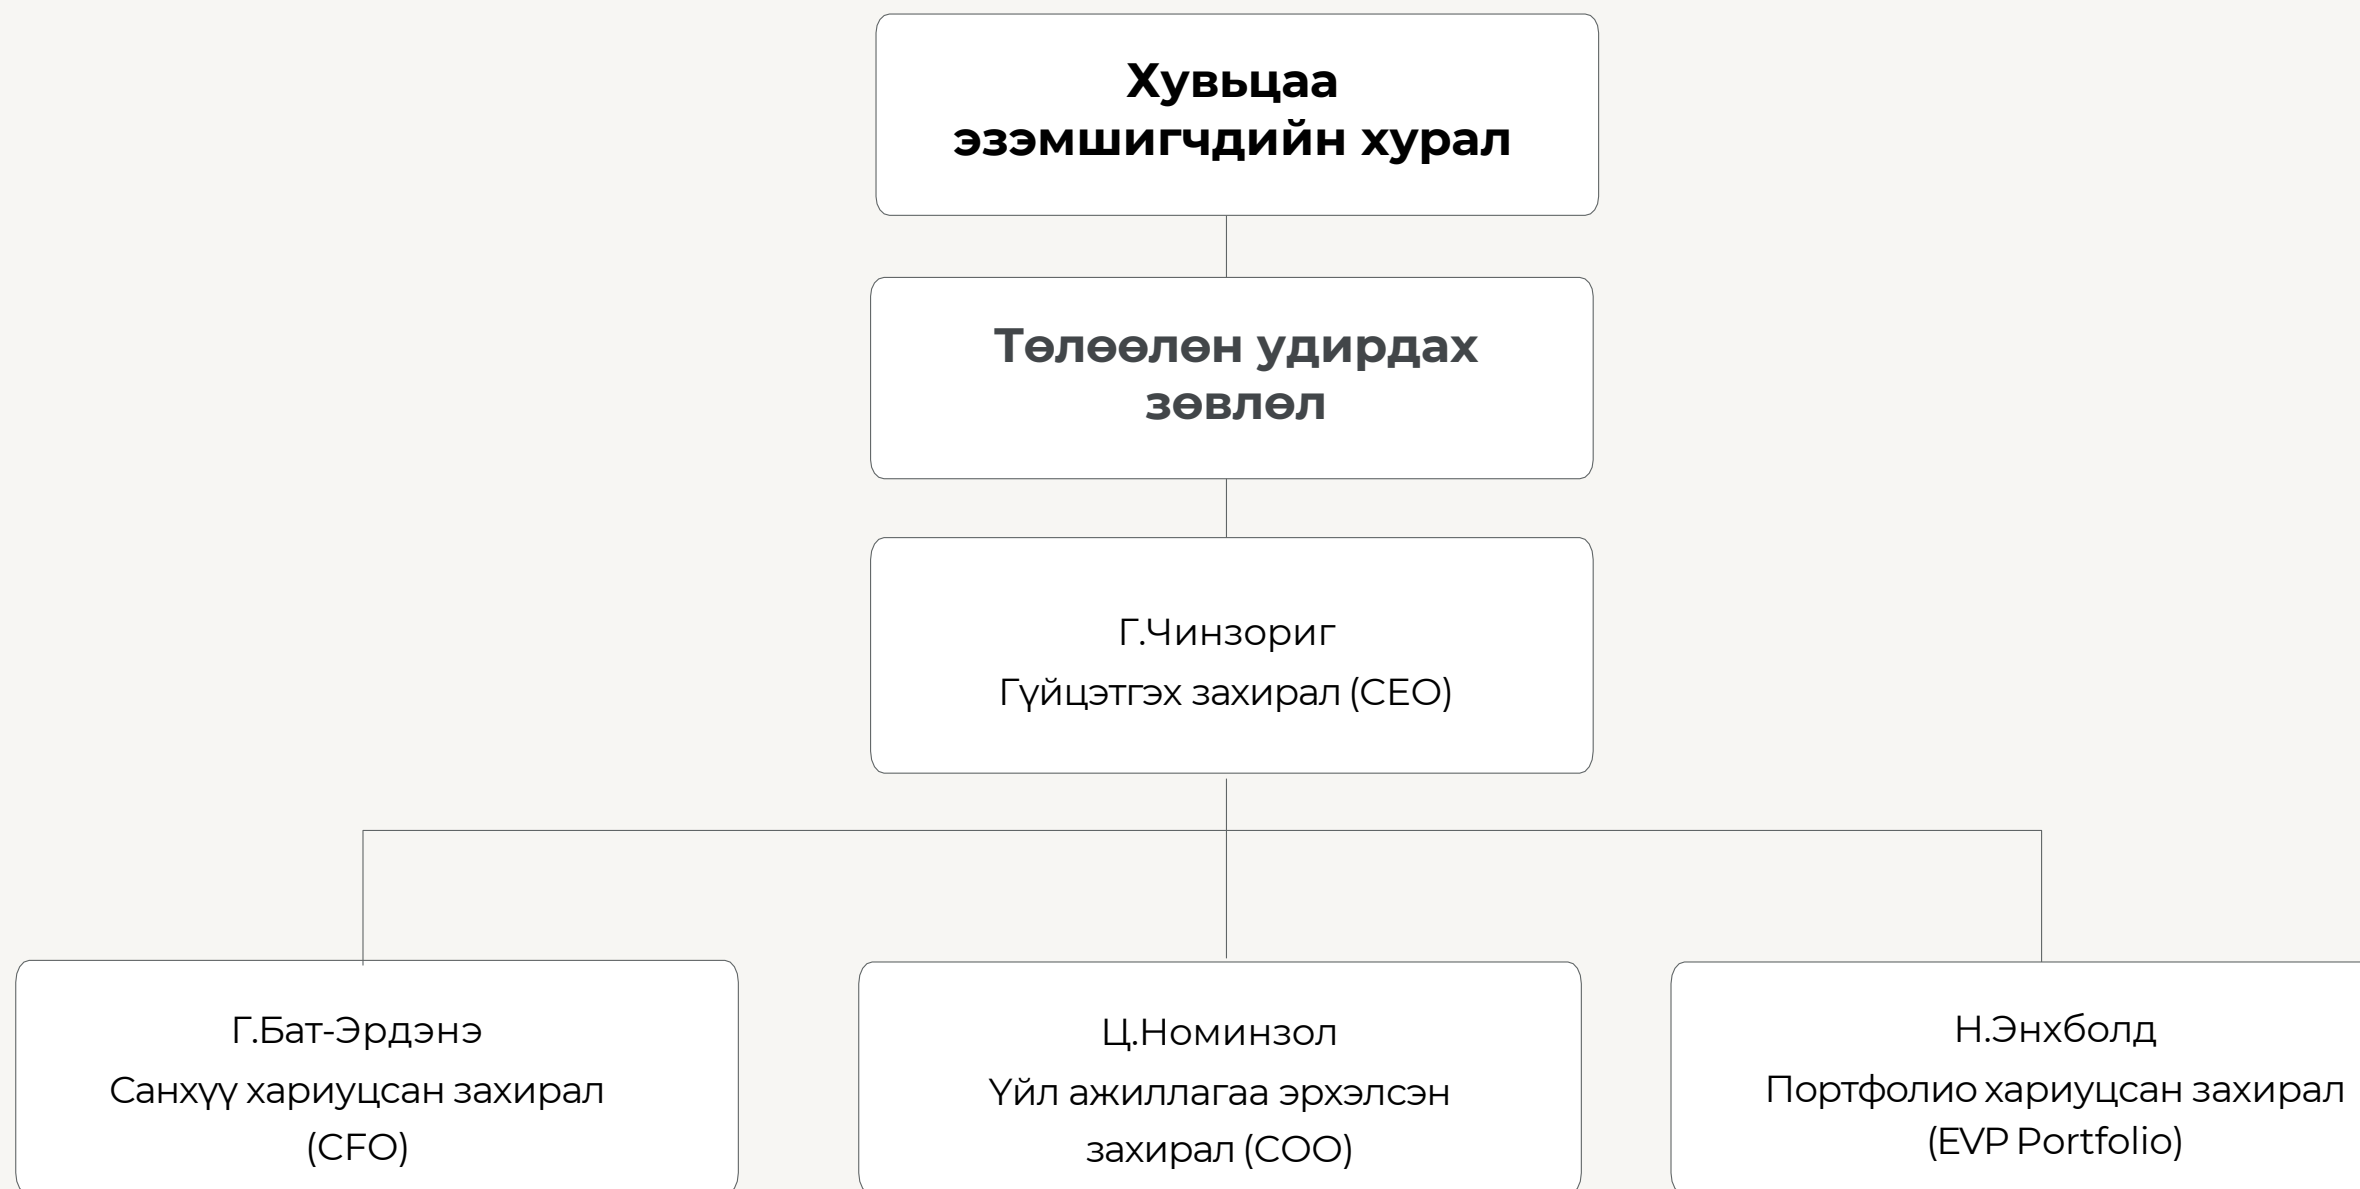 Хувьцаа
эзэмшигчдийн хурал
Төлөөлөн удирдах
зөвлөл
Г.Чинзориг
Гүйцэтгэх захирал (CEO)
Г.Бат-Эрдэнэ
Санхүү хариуцсан захирал
(CFO)
Ц.Номинзол
Үйл ажиллагаа эрхэлсэн
захирал (COO)
Н.Энхболд
Портфолио хариуцсан захирал
(EVP Portfolio)